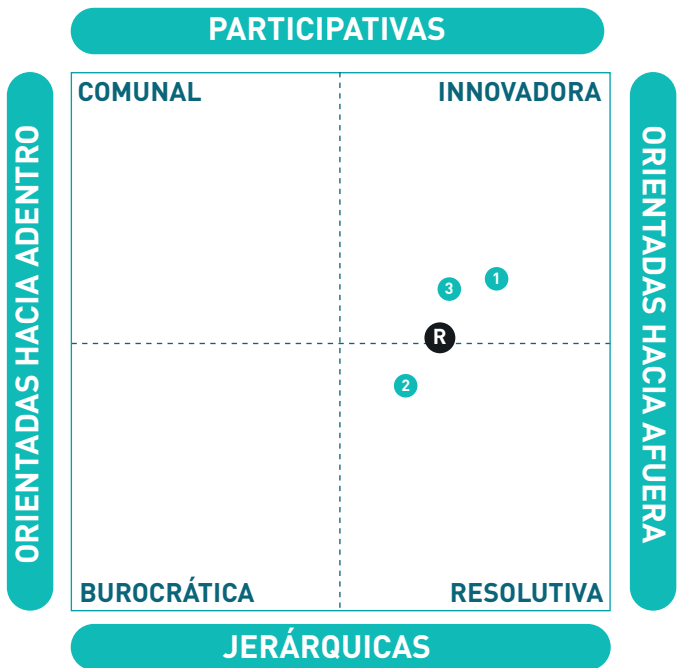 PARTICIPATIVAS
ORIENTADAS HACIA ADENTRO
COMUNAL
INNOVADORA
ORIENTADAS HACIA AFUERA
1
3
R
2
BUROCRÁTICA
RESOLUTIVA
JERÁRQUICAS